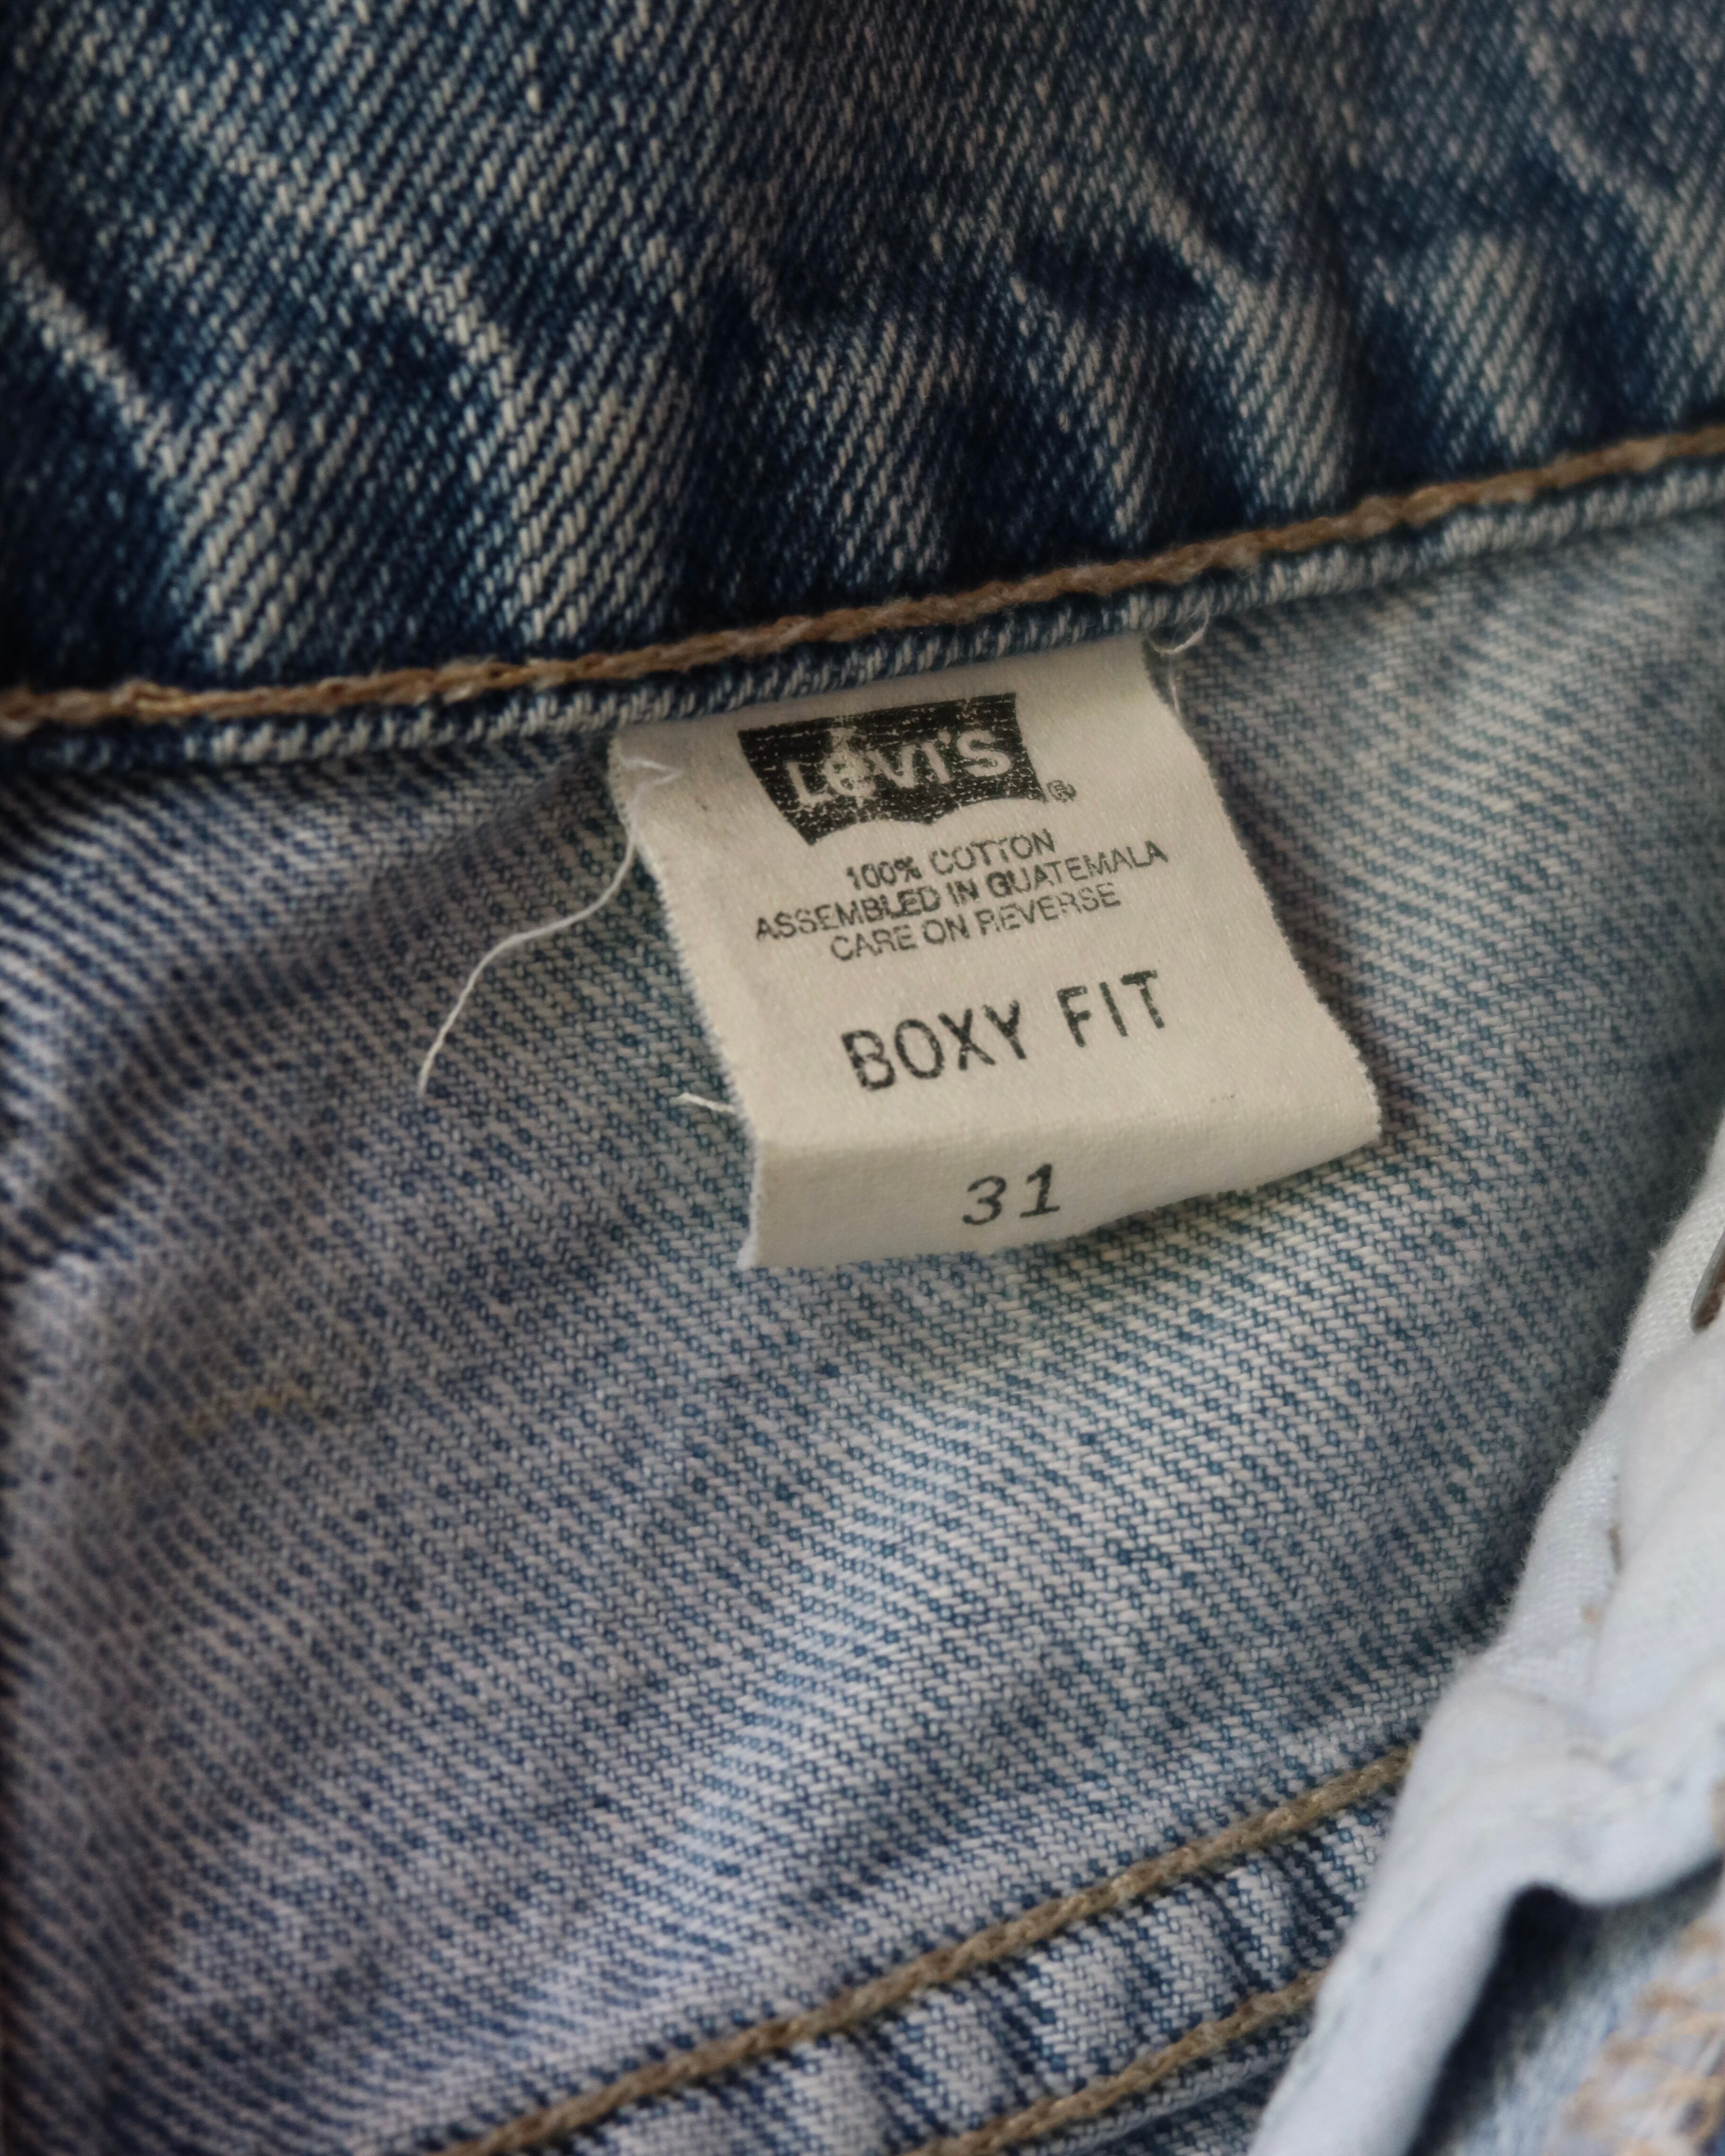 LeVI'S ®
100% COTTON
ASSEMBLED IN GUATEMALA
CARE ON REVERSE
BOXY FIT
31